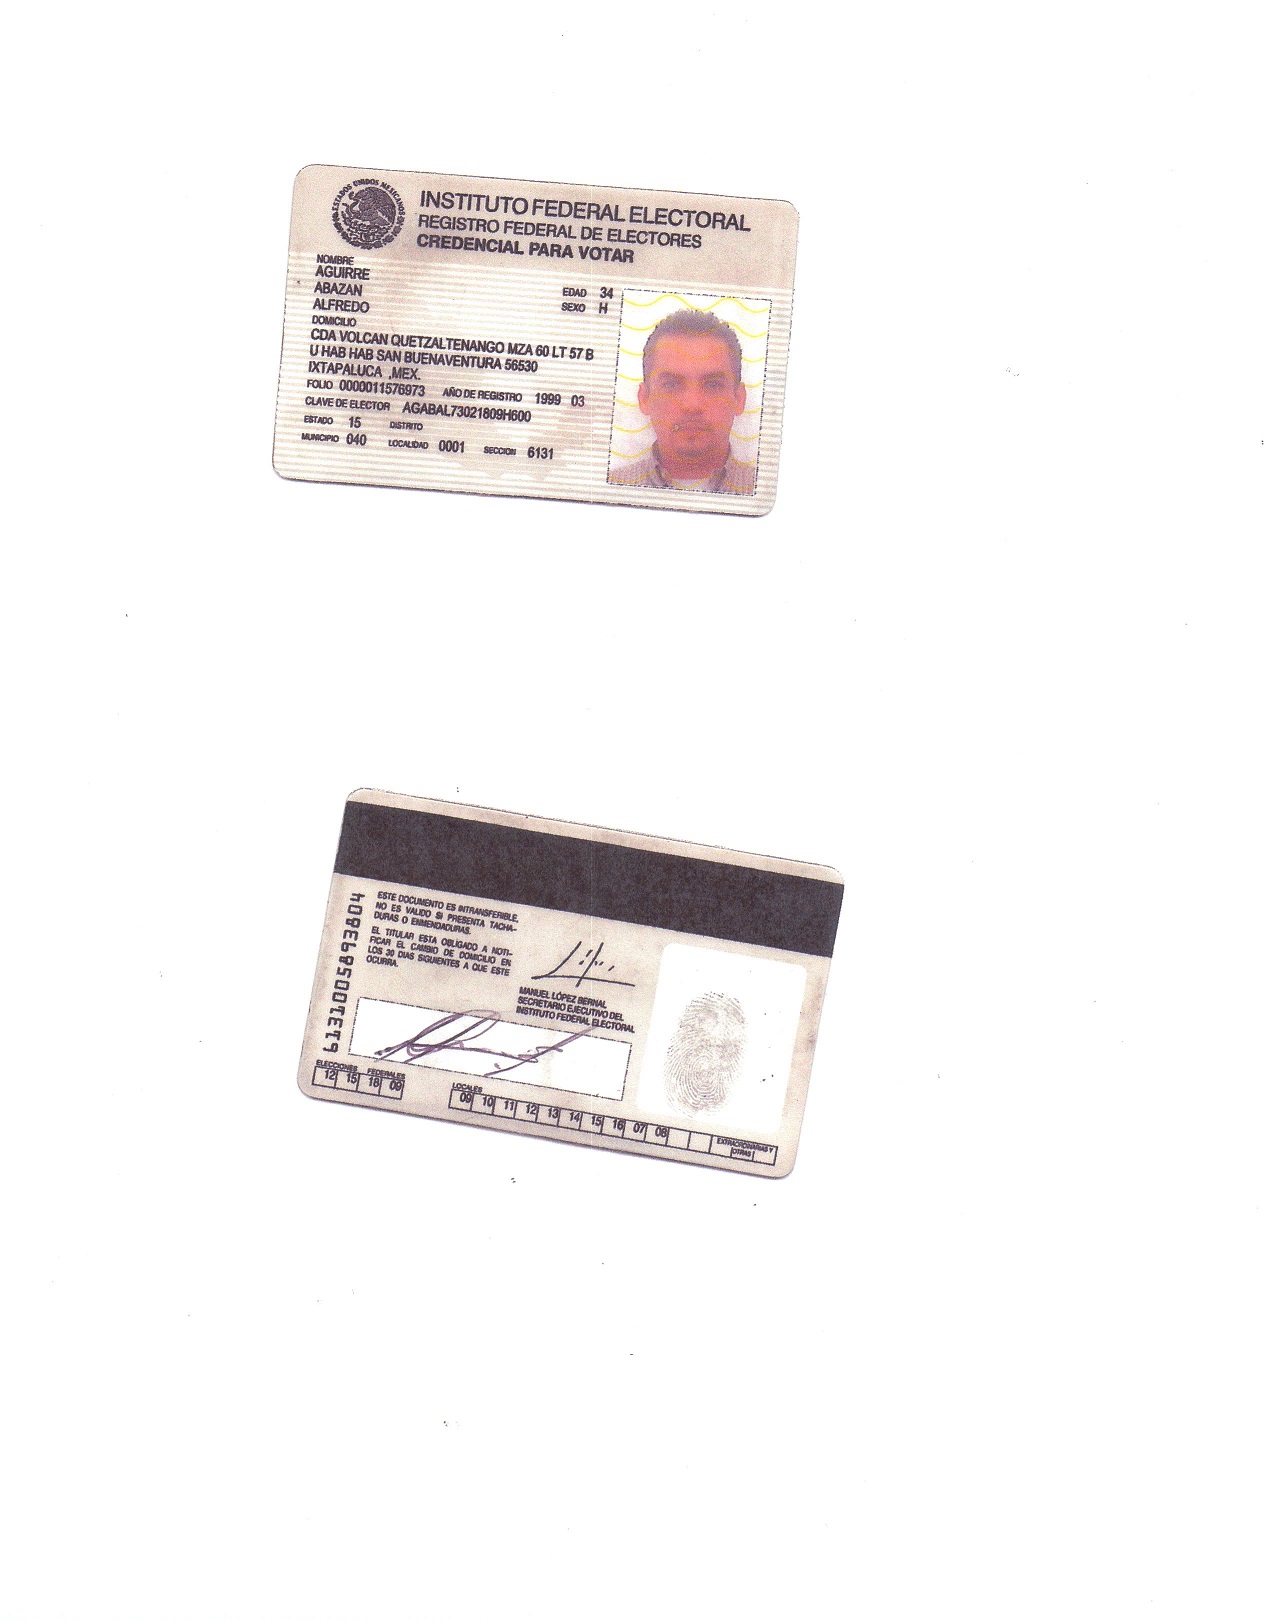 ESTADOS UNIDOS MEXICANOS
INSTITUTO FEDERAL ELECTORAL
REGISTRO FEDERAL DE ELECTORES
CREDENCIAL PARA VOTAR
NOMBRE
AGUIRRE
ABAZAN
ALFREDO
EDAD 34
SEXO H
DOMICILIO
CDA VOLCAN QUETZALTENANGO MZA 60 LT 57 B
U HAB HAB SAN BUENAVENTURA 56530
IXTAPALUCA ,MEX.
FOLIO 0000011576973 AÑO DE REGISTRO 1999 03
CLAVE DE ELECTOR AGABAL73021809H600
ESTADO 15 DISTRITO
MUNICIPIO 040 LOCALIDAD 0001 SECCION 6131
6131005893804
ESTE DOCUMENTO ES INTRANSFERIBLE,
NO ES VALIDO SI PRESENTA TACHA-
DURAS O ENMENDADURAS.
EL TITULAR ESTA OBLIGADO A NOTI-
FICAR EL CAMBIO DE DOMICILIO EN
LOS 30 DIAS SIGUIENTES A QUE ESTE
OCURRA.
MANUEL LÓPEZ BERNAL
SECRETARIO EJECUTIVO DEL
INSTITUTO FEDERAL ELECTORAL
ELECCIONES FEDERALES
12 15 18 09
LOCALES
09 10 11 12 13 14 15 16 07 08
EXTRAORDINARIAS Y
OTRAS